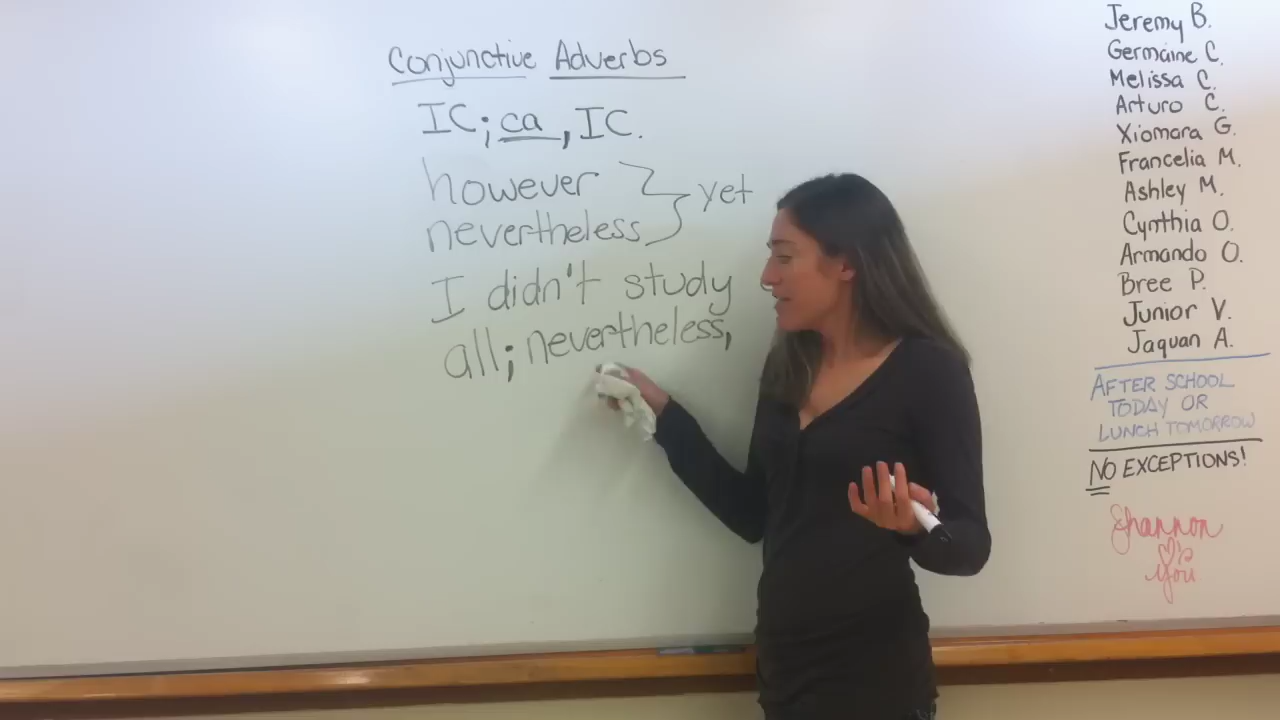 Conjunctive Adverbs
IC; ca, IC.
however } yet
nevertheless
I didn't study
all; nevertheless,
Jeremy B.
Germaine C.
Melissa C.
Arturo C.
Xiomara G.
Francelia M.
Ashley M.
Cynthia O.
Armando O.
Bree P.
Junior V.
Jaquan A.
AFTER SCHOOL
TODAY OR
LUNCH TOMORROW
NO EXCEPTIONS!
Shannon
♡'s
You